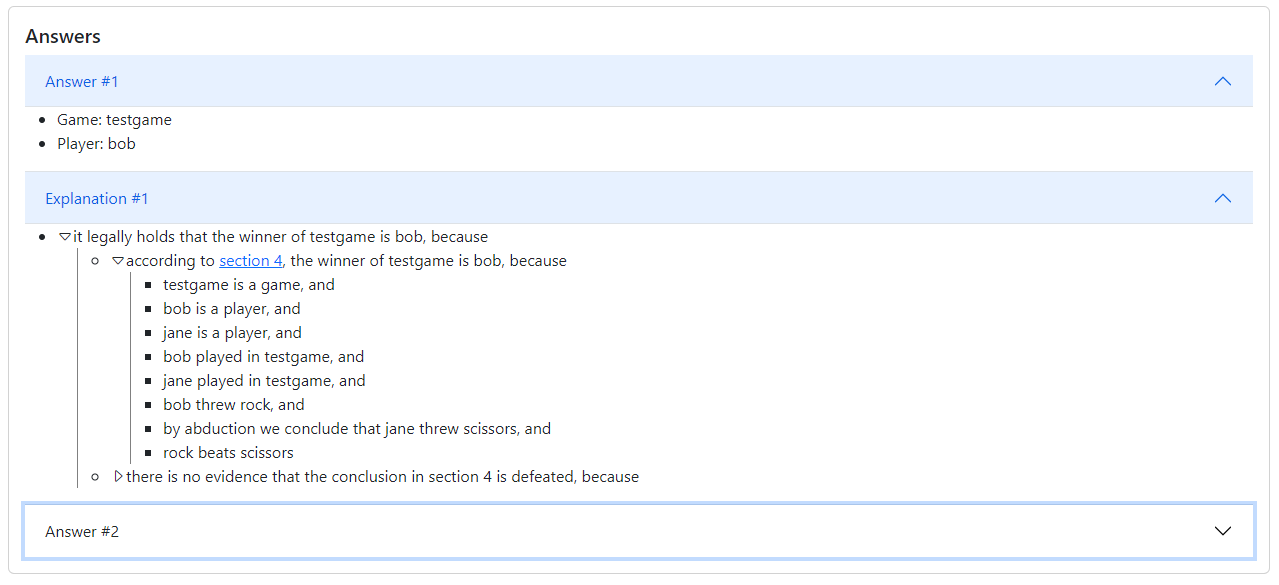 Answers
Answer #1
Game: testgame
Player: bob
Explanation #1
it legally holds that the winner of testgame is bob, because
according to section 4, the winner of testgame is bob, because
testgame is a game, and
bob is a player, and
jane is a player, and
bob played in testgame, and
jane played in testgame, and
bob threw rock, and
by abduction we conclude that jane threw scissors, and
rock beats scissors
there is no evidence that the conclusion in section 4 is defeated, because
Answer #2